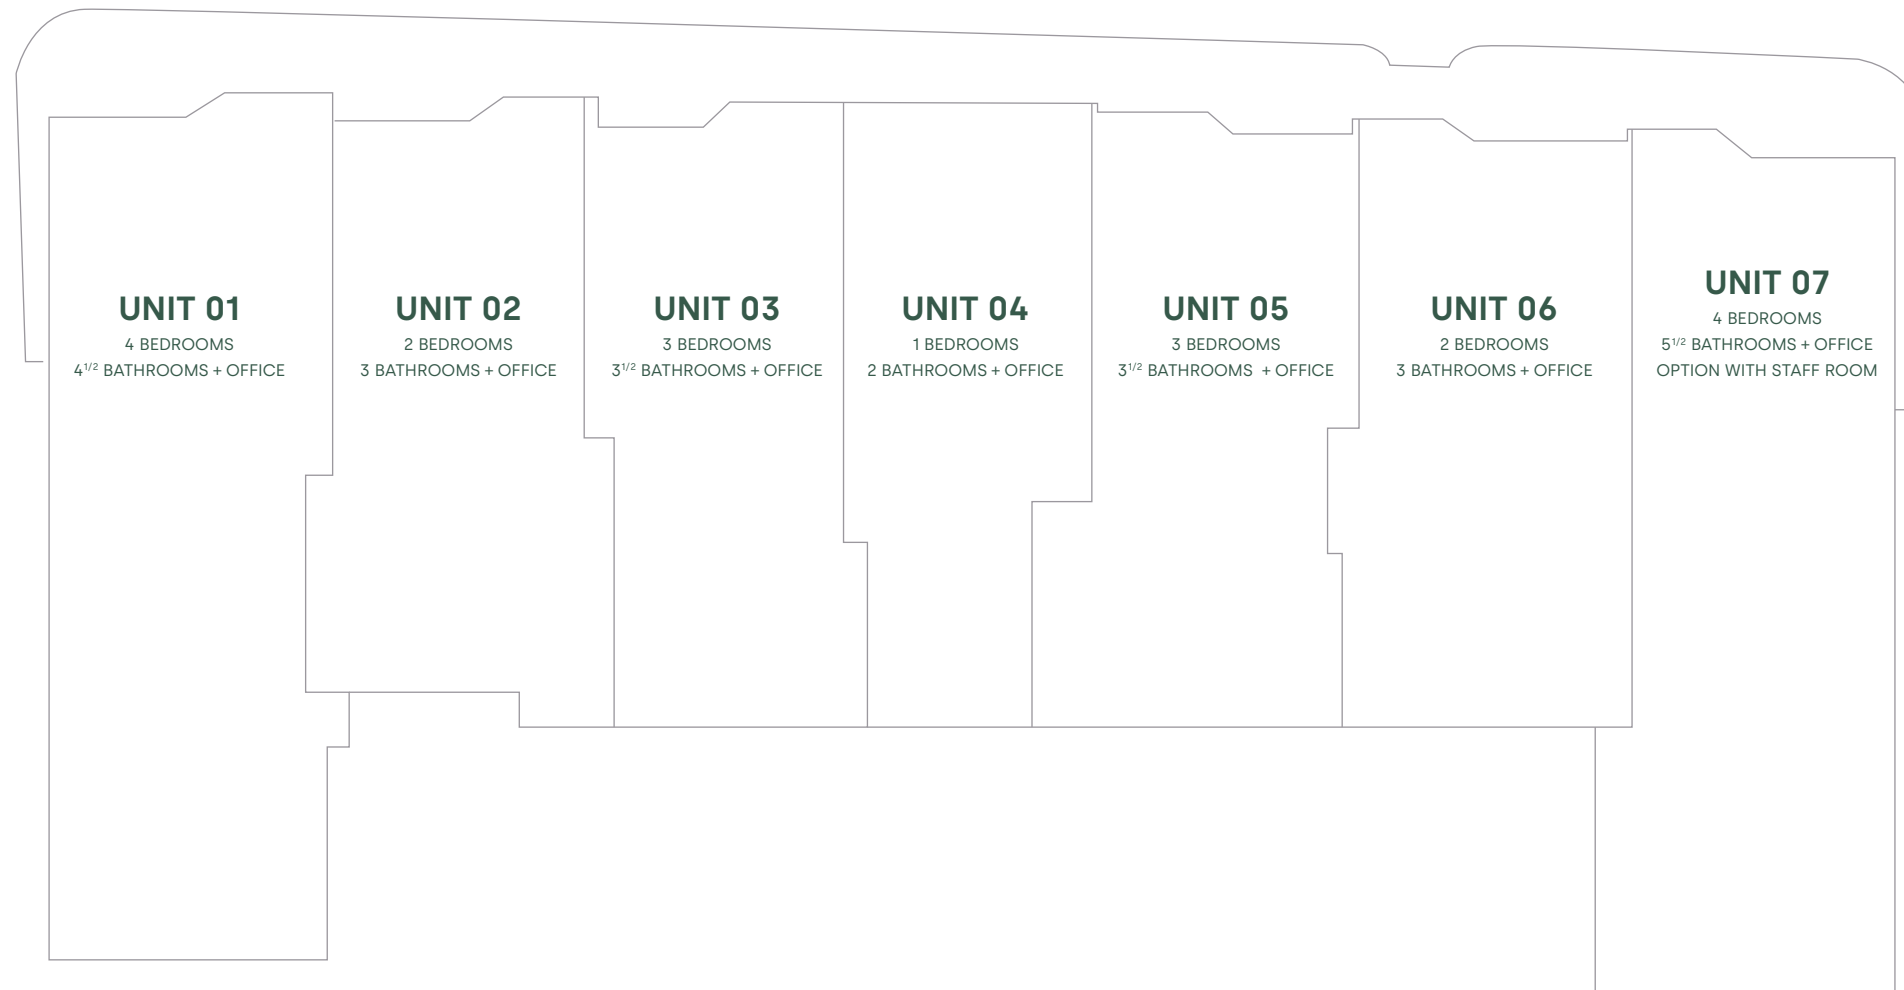 UNIT 01
4 BEDROOMS
4 1/2 BATHROOMS + OFFICE
UNIT 02
2 BEDROOMS
3 BATHROOMS + OFFICE
UNIT 03
3 BEDROOMS
3 1/2 BATHROOMS + OFFICE
UNIT 04
1 BEDROOMS
2 BATHROOMS + OFFICE
UNIT 05
3 BEDROOMS
3 1/2 BATHROOMS + OFFICE
UNIT 06
2 BEDROOMS
3 BATHROOMS + OFFICE
UNIT 07
4 BEDROOMS
5 1/2 BATHROOMS + OFFICE
OPTION WITH STAFF ROOM